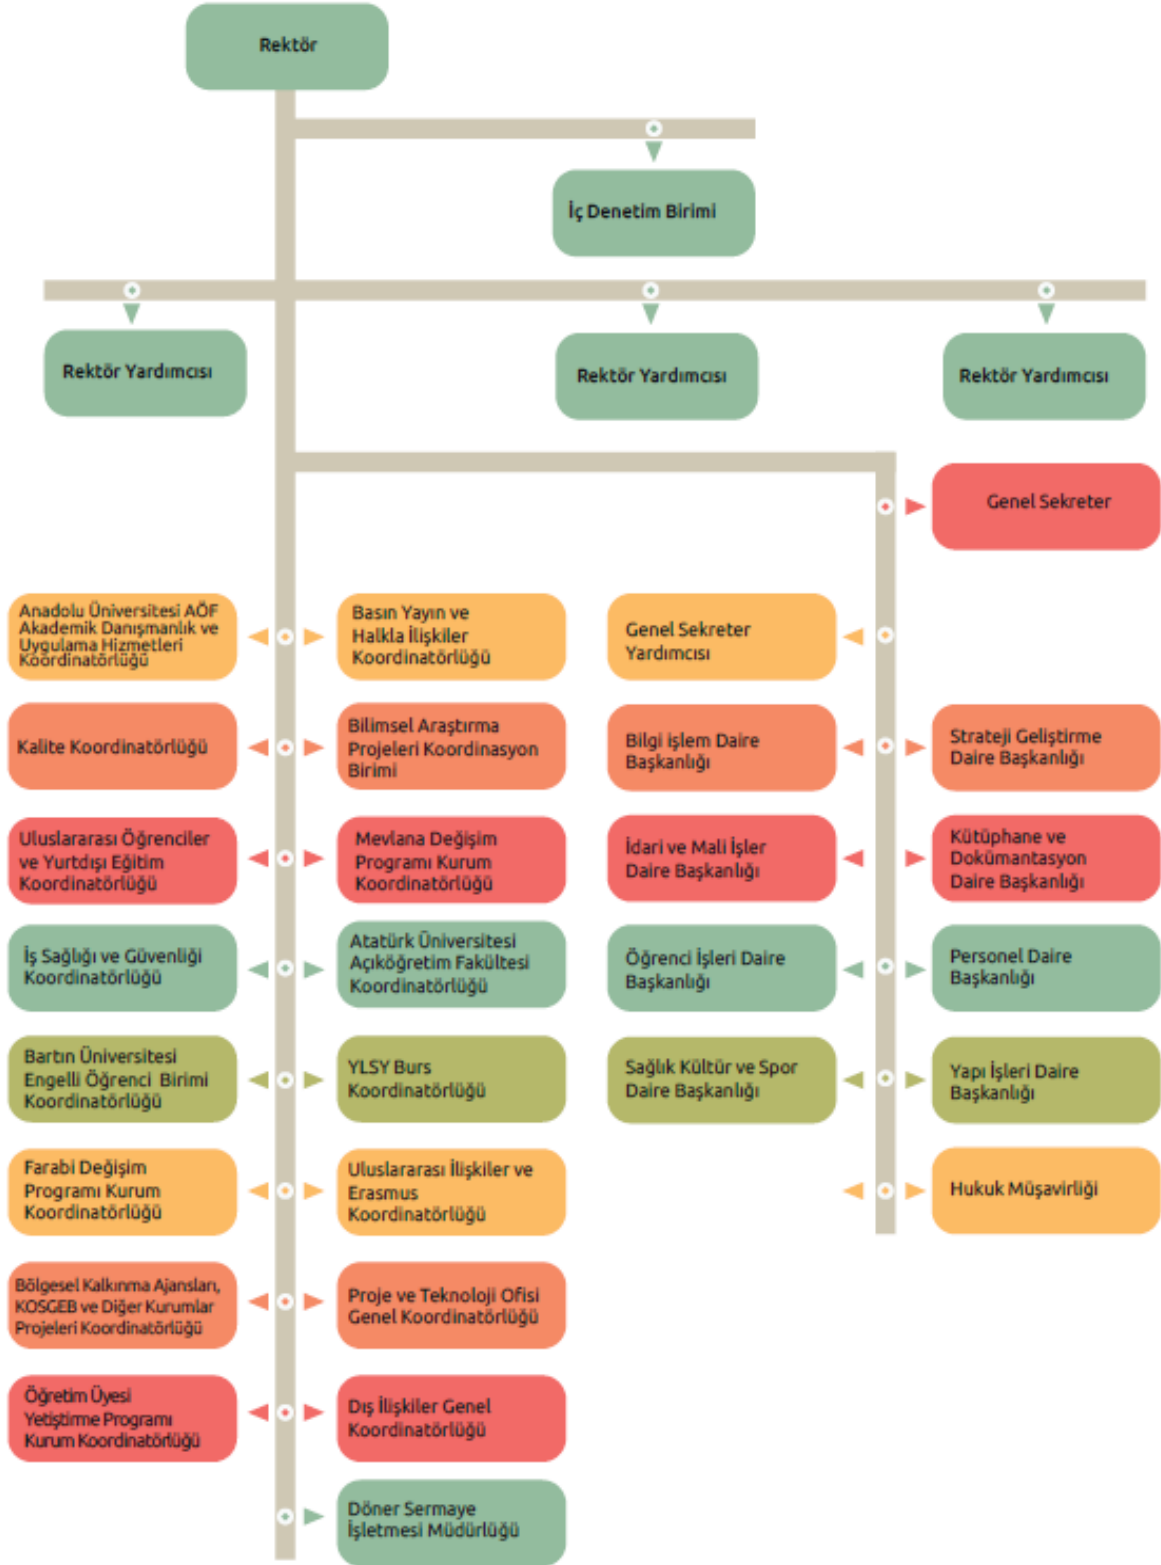 Rektör
İç Denetim Birimi
Rektör Yardımcısı
Rektör Yardımcısı
Rektör Yardımcısı
Genel Sekreter
Anadolu Üniversitesi AÖF
Akademik Danışmanlık ve
Uygulama Hizmetleri
Koordinatörlüğü
Basın Yayın ve
Halkla İlişkiler
Koordinatörlüğü
Genel Sekreter
Yardımcısı
Kalite Koordinatörlüğü
Bilimsel Araştırma
Projeleri Koordinasyon
Birimi
Bilgi işlem Daire
Başkanlığı
Strateji Geliştirme
Daire Başkanlığı
Uluslararası Öğrenciler
ve Yurtdışı Eğitim
Koordinatörlüğü
Mevlana Değişim
Programı Kurum
Koordinatörlüğü
İdari ve Mali İşler
Daire Başkanlığı
Kütüphane ve
Dokümantasyon
Daire Başkanlığı
İş Sağlığı ve Güvenliği
Koordinatörlüğü
Atatürk Üniversitesi
Açıköğretim Fakültesi
Koordinatörlüğü
Öğrenci İşleri Daire
Başkanlığı
Personel Daire
Başkanlığı
Bartın Üniversitesi
Engelli Öğrenci Birimi
Koordinatörlüğü
YLSY Burs
Koordinatörlüğü
Sağlık Kültür ve Spor
Daire Başkanlığı
Yapı İşleri Daire
Başkanlığı
Farabi Değişim
Programı Kurum
Koordinatörlüğü
Uluslararası İlişkiler ve
Erasmus
Koordinatörlüğü
Hukuk Müşavirliği
Bölgesel Kalkınma Ajansları,
KOSGEB ve Diğer Kurumlar
Projeleri Koordinatörlüğü
Proje ve Teknoloji Ofisi
Genel Koordinatörlüğü
Öğretim Üyesi
Yetiştirme Programı
Kurum Koordinatörlüğü
Dış İlişkiler Genel
Koordinatörlüğü
Döner Sermaye
İşletmesi Müdürlüğü